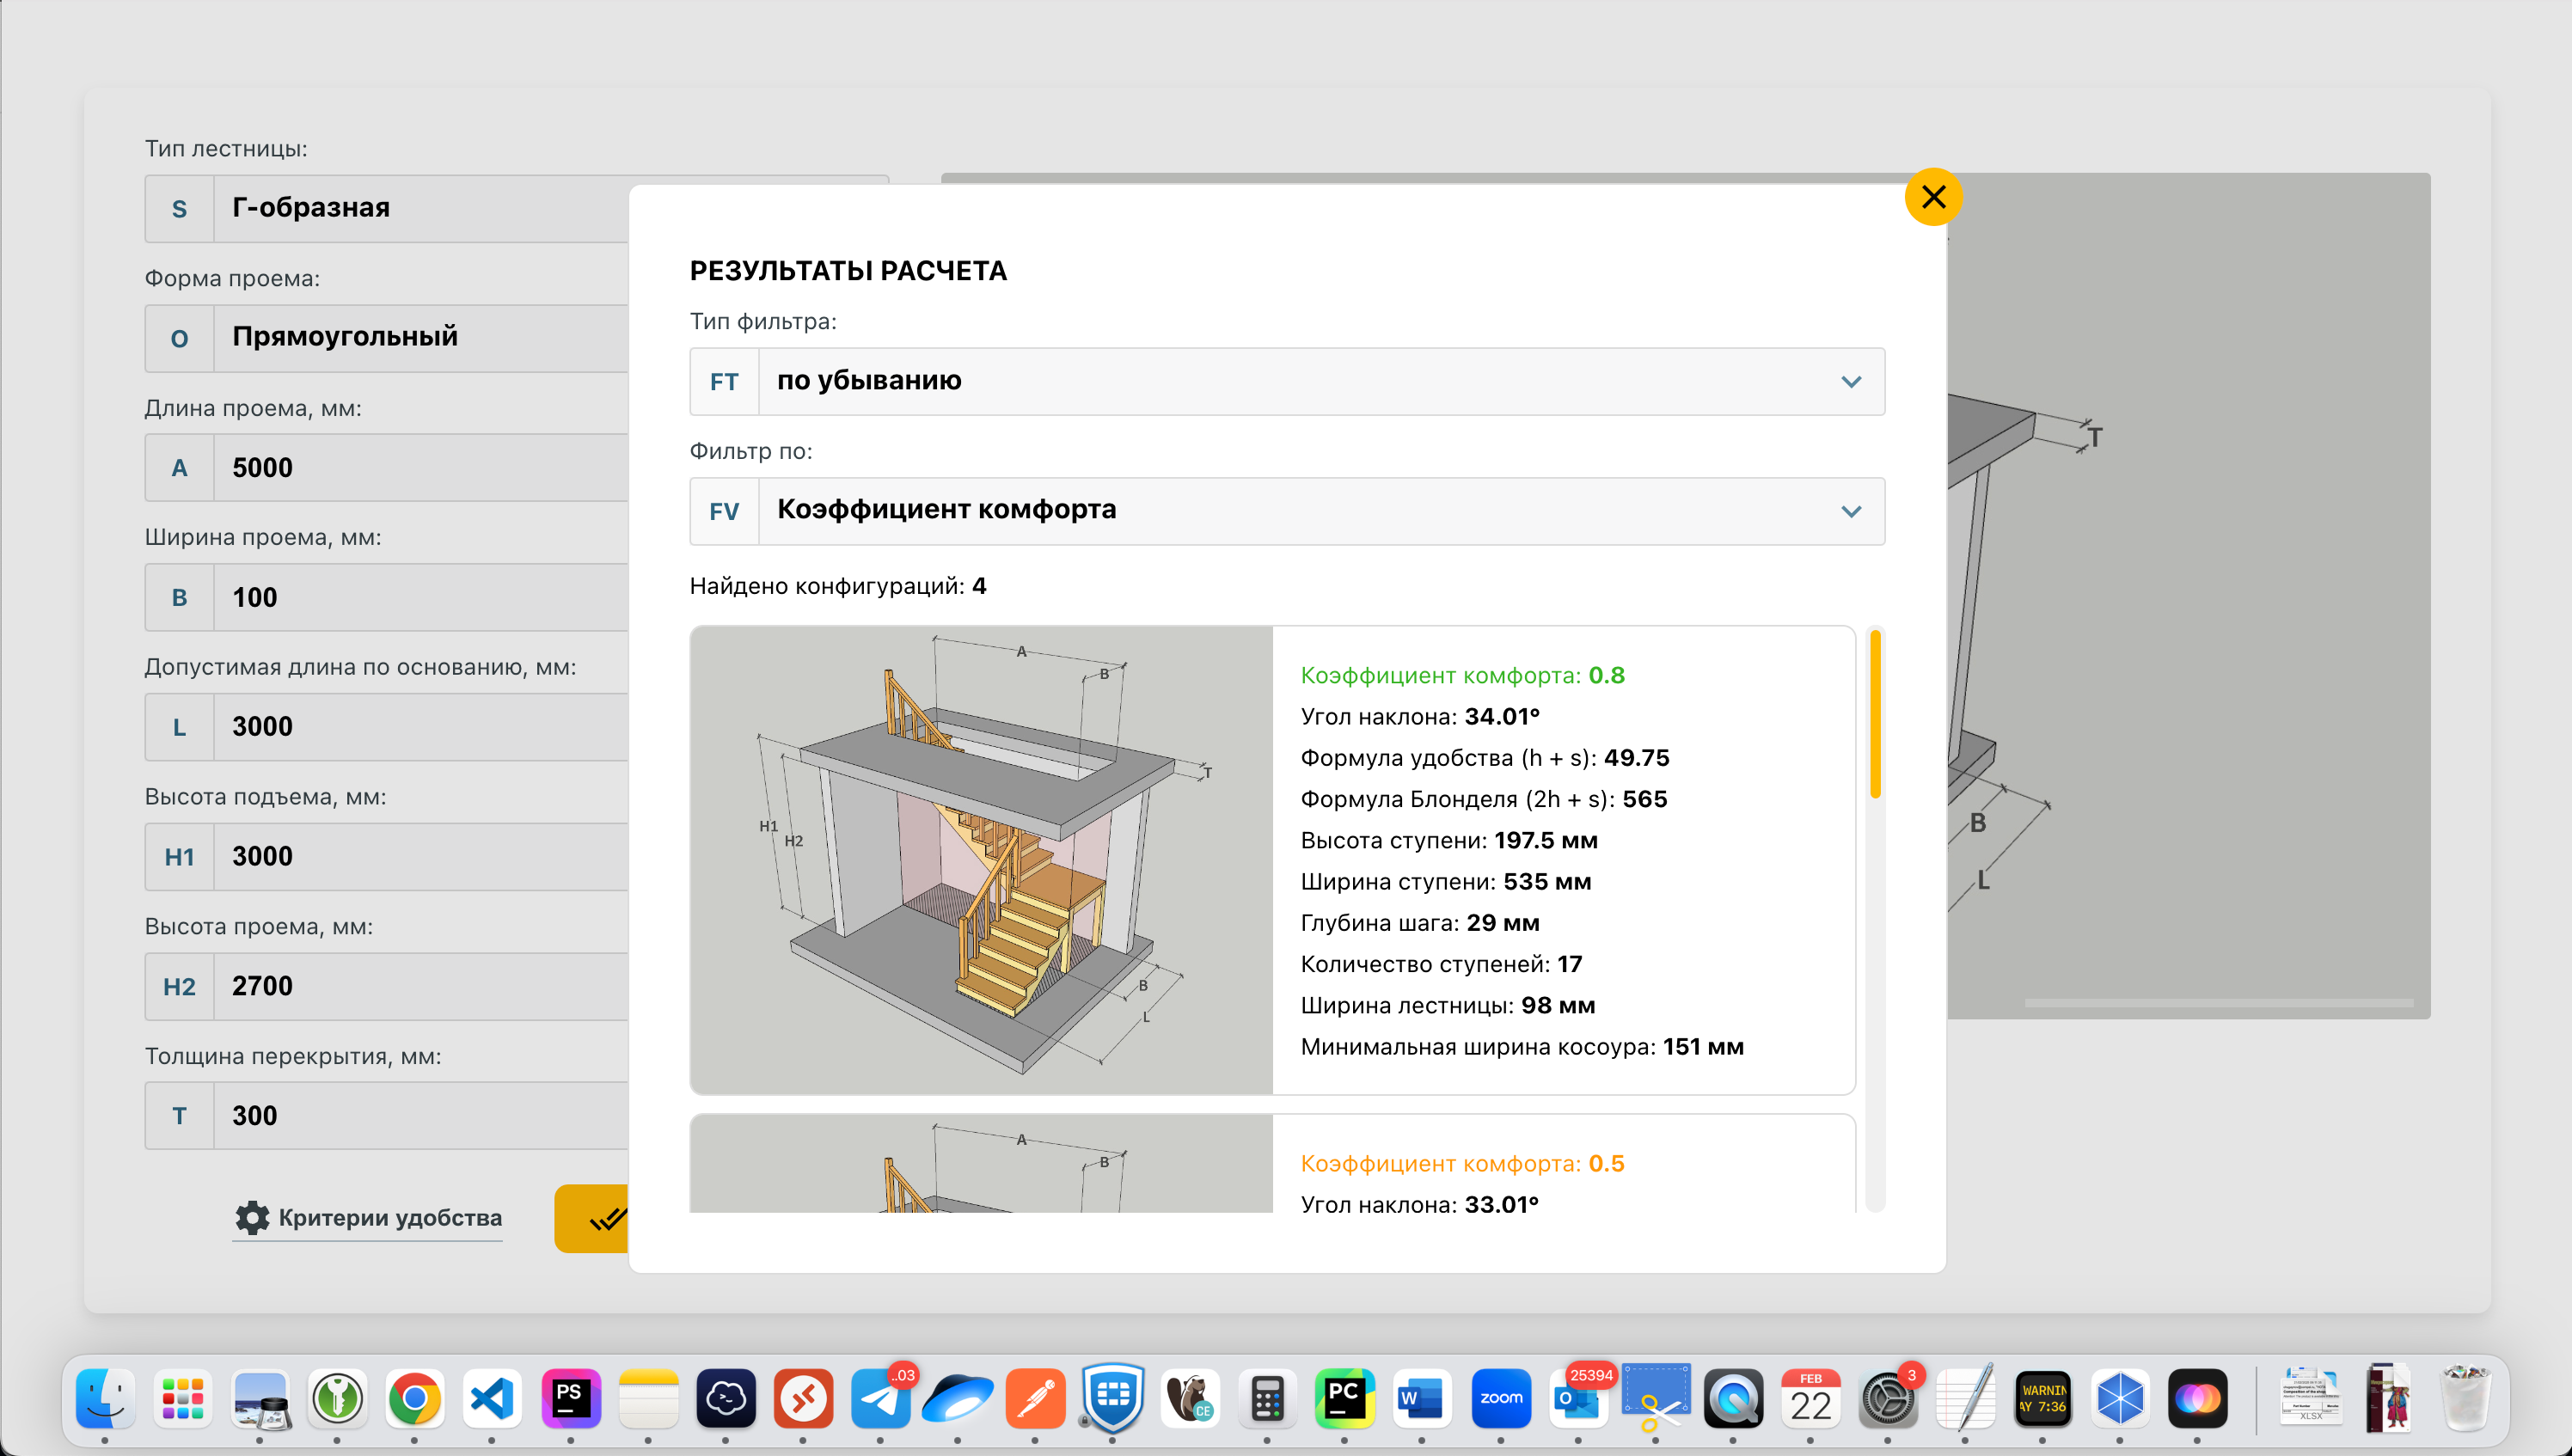 Тип лестницы:
S Г-образная
Форма проема:
O Прямоугольный
Длина проема, мм:
A 5000
Ширина проема, мм:
B 100
Допустимая длина по основанию, мм:
L 3000
Высота подъема, мм:
H1 3000
Высота проема, мм:
H2 2700
Толщина перекрытия, мм:
T 300
Критерии удобства
РЕЗУЛЬТАТЫ РАСЧЕТА
Тип фильтра:
FT по убыванию
Фильтр по:
FV Коэффициент комфорта
Найдено конфигураций: 4
A
B
T
H1
H2
B
L
Коэффициент комфорта: 0.8
Угол наклона: 34.01°
Формула удобства (h + s): 49.75
Формула Блонделя (2h + s): 565
Высота ступени: 197.5 мм
Ширина ступени: 535 мм
Глубина шага: 29 мм
Количество ступеней: 17
Ширина лестницы: 98 мм
Минимальная ширина косоура: 151 мм
A
B
Коэффициент комфорта: 0.5
Угол наклона: 33.01°
T
B
L
PS
..03
CE
PC
W
zoom
O
25394
FEB
22
3
WARNIN
AY 7:36
XLSX